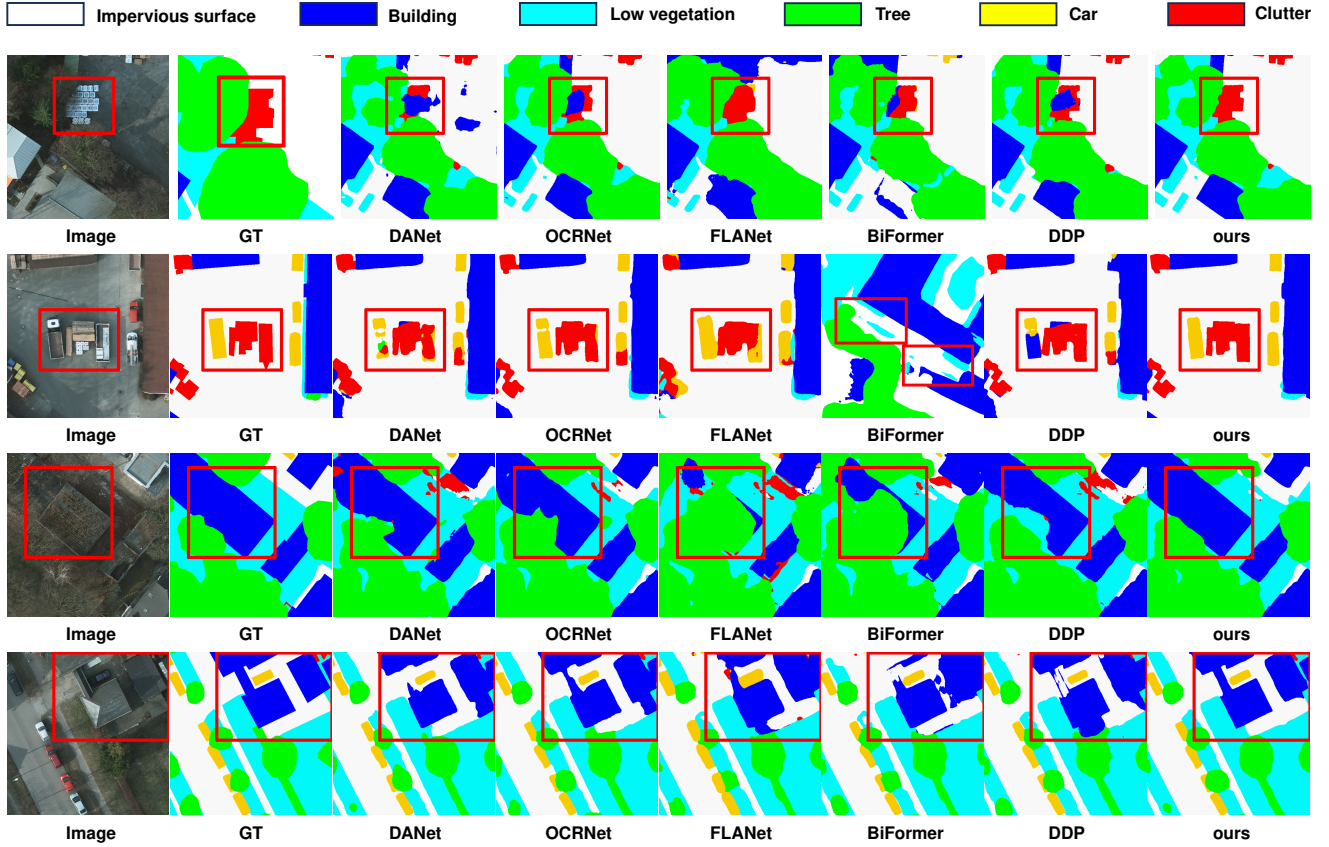 Impervious surface Building Low vegetation Tree Car Clutter
Image GT DANet OCRNet FLANet BiFormer DDP ours
Image GT DANet OCRNet FLANet BiFormer DDP ours
Image GT DANet OCRNet FLANet BiFormer DDP ours
Image GT DANet OCRNet FLANet BiFormer DDP ours